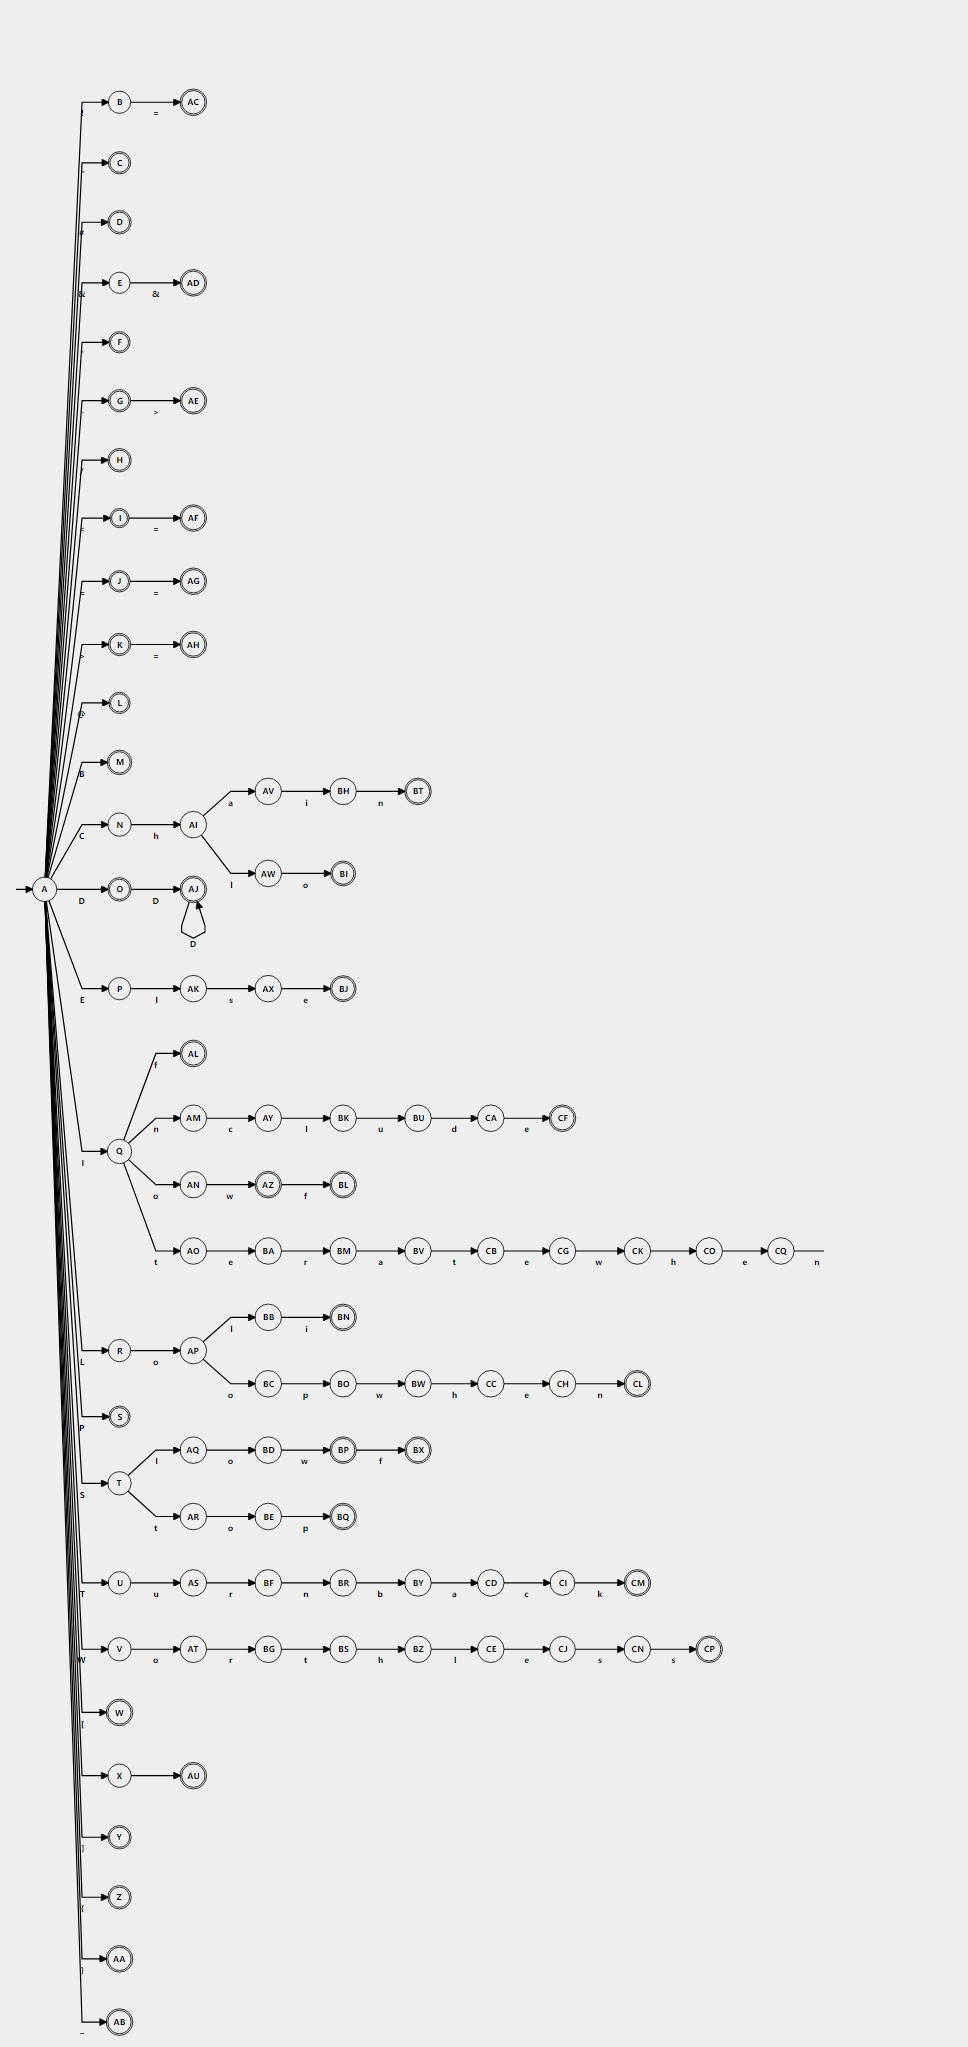 B = AC
C
D
#
E & AD
&
F
G > AE
H
/
I = AF
<
J = AG
=
K = AH
>
L
@
M
B
AV i BH n BT
a
N h AI
C
AW o BI
l
A D O D AJ
D
P l AK s AX e BJ
E
AL
f
AM c AY l BK u BU d CA e CF
n
Q
I
AN w AZ f BL
o
AO e BA r BM a BV t CB e CG w CK h CO e CQ n
t
BB i BN
l
R o AP
L
BC p BO w BW h CC e CH n CL
o
S
P
AQ o BD w BP f BX
l
T
S
AR o BE p BQ
t
U u AS r BF n BR b BY a CD c CI k CM
T
V o AT r BG t BS h BZ l CE e CJ s CN s CP
W
W
[
X AU
Y
]
Z
{
AA
}
AB